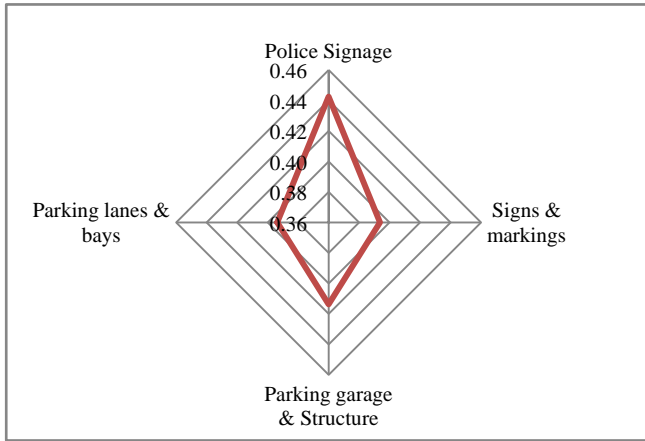 Police Signage
0.46
0.44
0.42
0.40
0.38
0.36
Parking lanes &
bays
Signs &
markings
Parking garage
& Structure